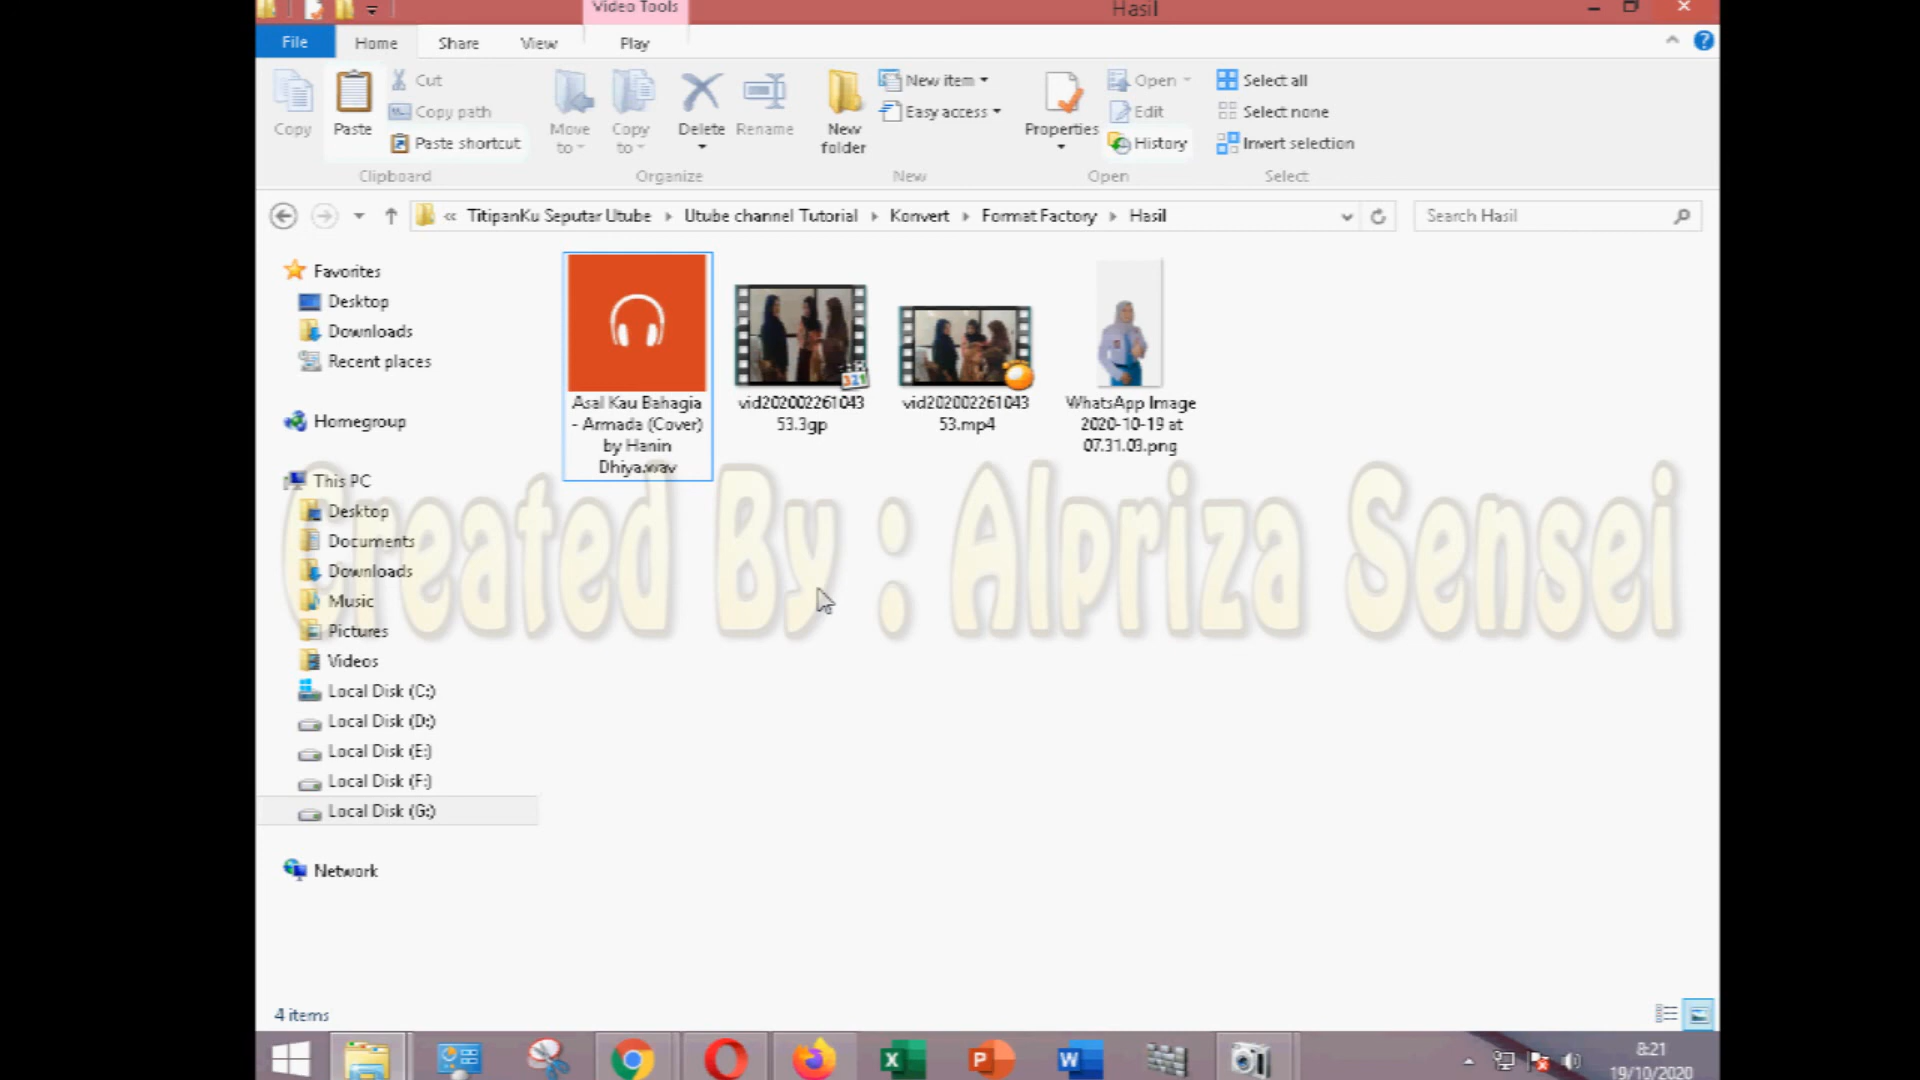 Video Tools
Hasil
File
Home
Share
View
Play
Copy
Paste
Cut
Copy path
Paste shortcut
Clipboard
Move to
Copy to
Delete
Rename
Organize
New folder
New item
Easy access
New
Properties
Open
Edit
History
Open
Select all
Select none
Invert selection
Select
« TitipanKu Seputar Utube
Utube channel Tutorial
Konvert
Format Factory
Hasil
Search Hasil
Favorites
Desktop
Downloads
Recent places
Homegroup
This PC
Desktop
Documents
Downloads
Music
Pictures
Videos
Local Disk (C:)
Local Disk (D:)
Local Disk (E:)
Local Disk (F:)
Local Disk (G:)
Network
Asal Kau Bahagia
- Armada (Cover)
by Hanin
Dhiya.wav
321
vid202002261043
53.3gp
vid202002261043
53.mp4
WhatsApp Image
2020-10-19 at
07.31.03.png
Created By : Alpriza Sensei
4 items
8:21
19/10/2020